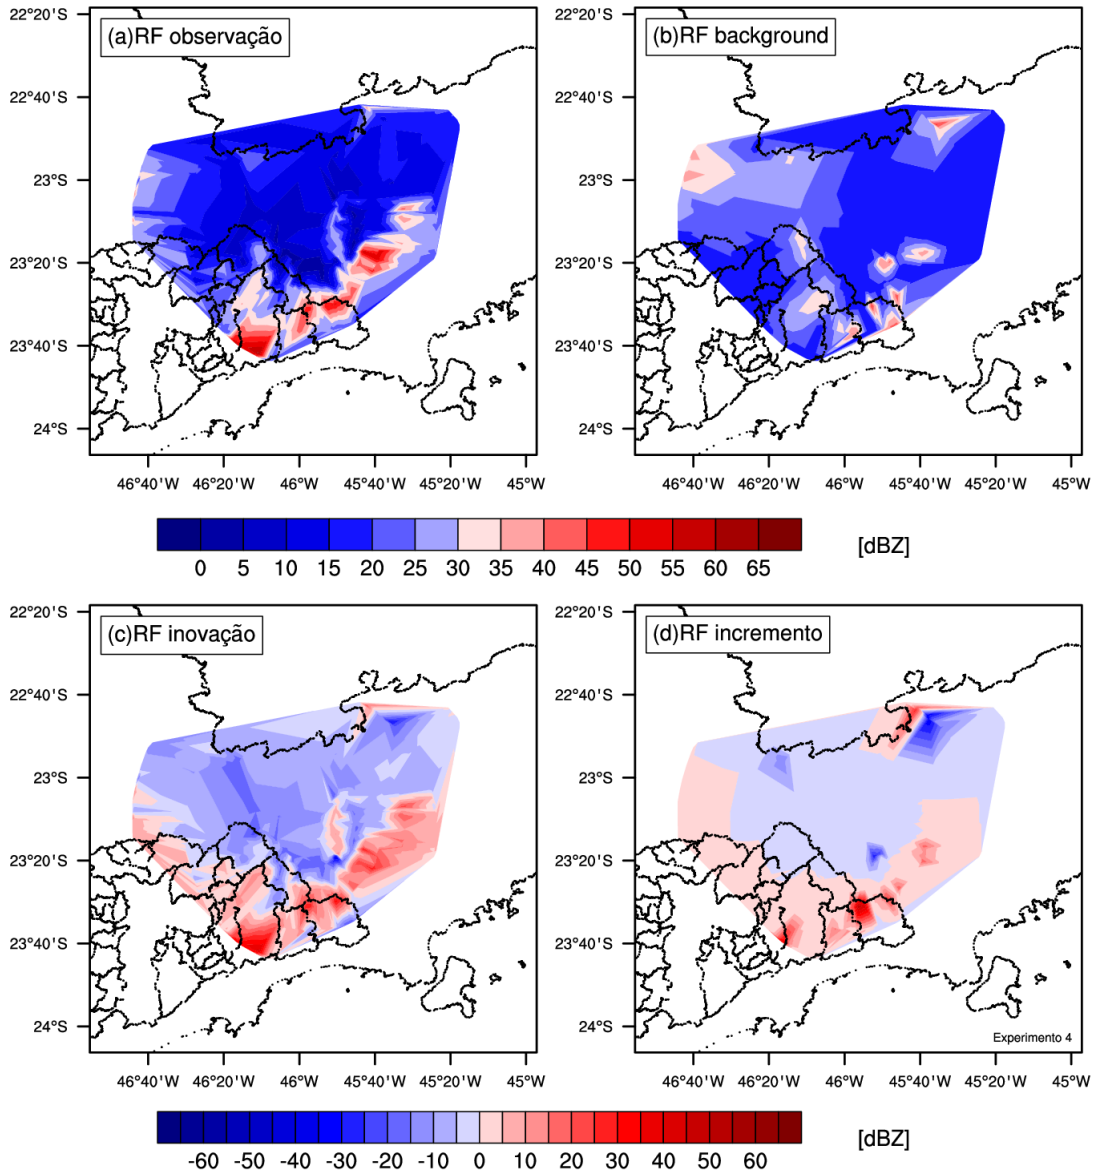 (a)RF observação
(b)RF background
22°20'S
22°40'S
23°S
23°20'S
23°40'S
24°S
22°20'S
22°40'S
23°S
23°20'S
23°40'S
24°S
46°40'W 46°20'W 46°W 45°40'W 45°20'W 45°W
46°40'W 46°20'W 46°W 45°40'W 45°20'W 45°W
0 5 10 15 20 25 30 35 40 45 50 55 60 65
[dBZ]
(c)RF inovação
(d)RF incremento
22°20'S
22°40'S
23°S
23°20'S
23°40'S
24°S
22°20'S
22°40'S
23°S
23°20'S
23°40'S
24°S
Experimento 4
46°40'W 46°20'W 46°W 45°40'W 45°20'W 45°W
46°40'W 46°20'W 46°W 45°40'W 45°20'W 45°W
-60 -50 -40 -30 -20 -10 0 10 20 30 40 50 60
[dBZ]